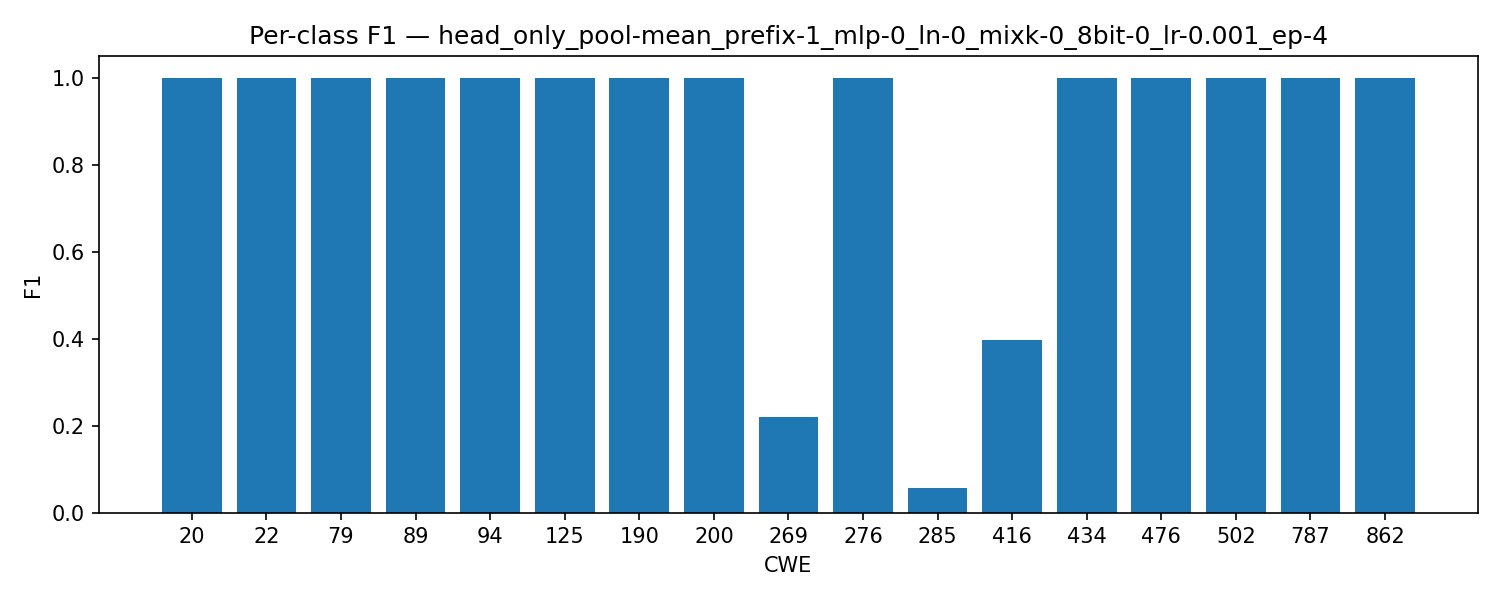 Per-class F1 — head_only_pool-mean_prefix-1_mlp-0_ln-0_mixk-0_8bit-0_lr-0.001_ep-4
1.0
0.8
0.6
0.4
0.2
0.0
F1
20 22 79 89 94 125 190 200 269 276 285 416 434 476 502 787 862
CWE